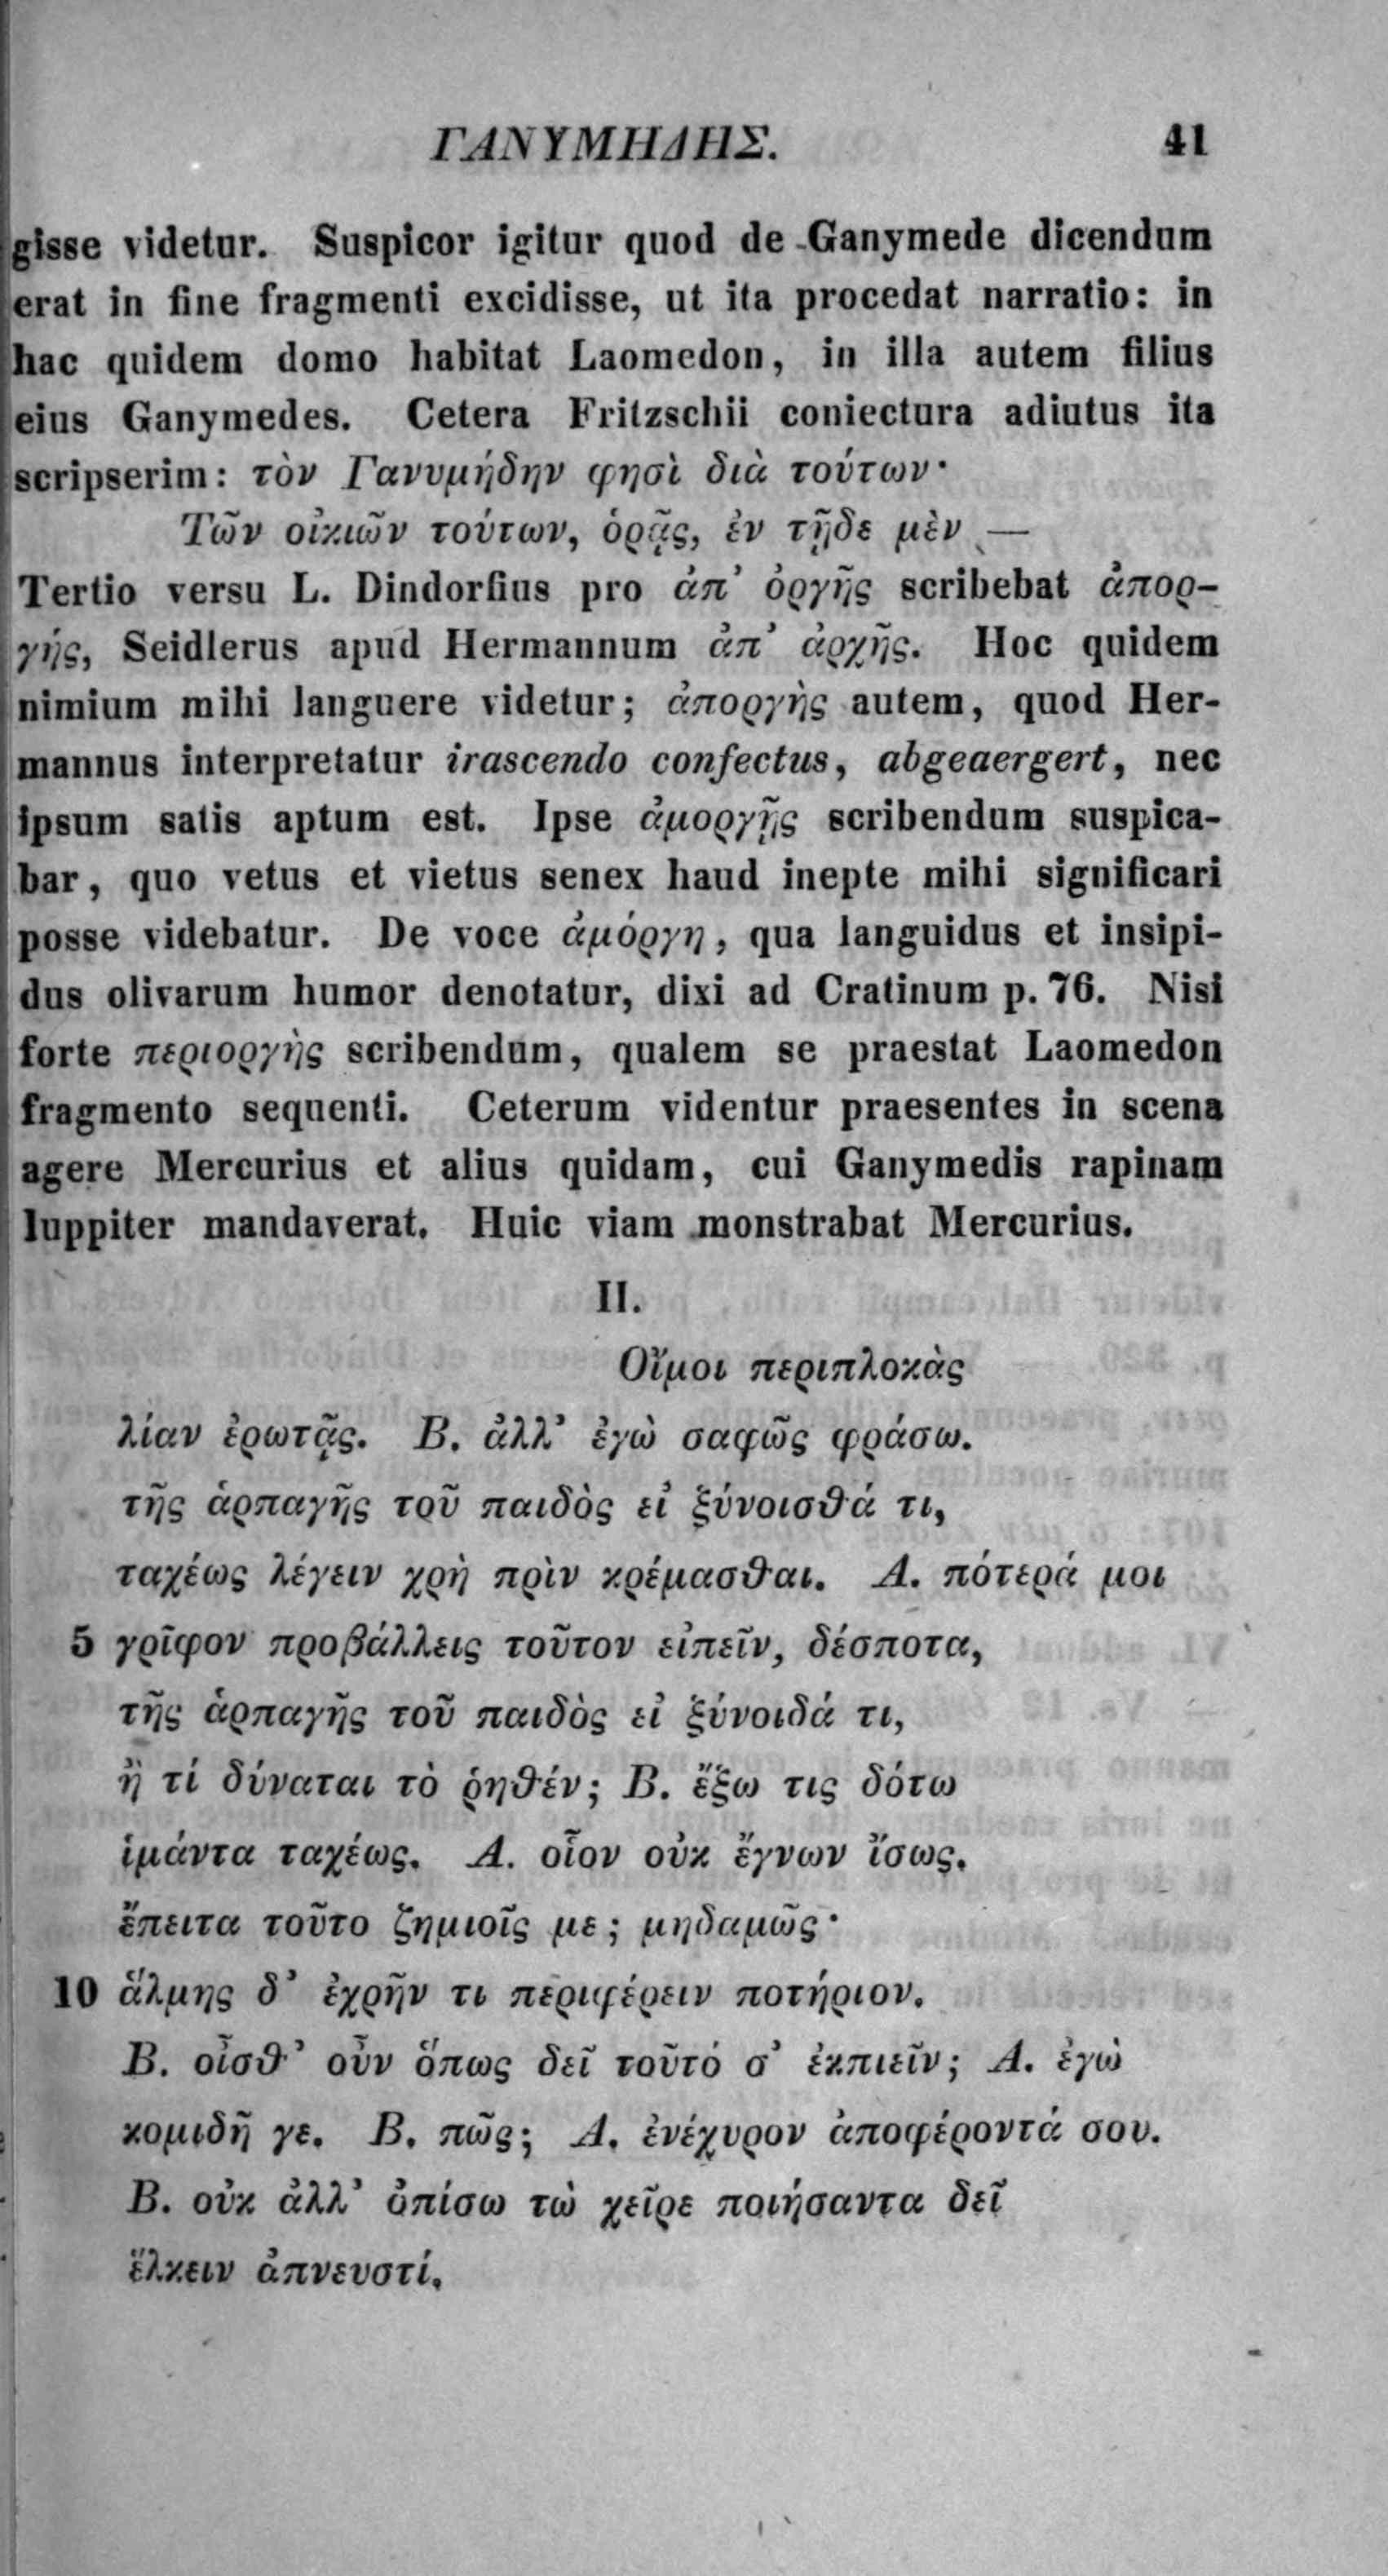 ΓΑΝΥΜΗΔΗΣ. 41
gisse videtur. Suspicor igitur quod de Ganymede dicendum
erat in fine fragmenti excidisse, ut ita procedat narratio: in
hac quidem domo habitat Laomedon, in illa autem filius
eius Ganymedes. Cetera Fritzschii coniectura adiutus ita
scripserim: τὸν Γανυμήδην φησὶ διὰ τούτων·
Τῶν οἰκιῶν τούτων, ὁρᾷς, ἐν τῇδε μὲν —
Tertio versu L. Dindorfius pro ἀπ’ ὀργῆς scribebat ἀπορ-
γής, Seidlerus apud Hermannum ἀπ’ ἀρχῆς. Hoc quidem
nimium mihi languere videtur; ἀποργὴς autem, quod Her-
mannus interpretatur irascendo confectus, abgeaergert, nec
ipsum satis aptum est. Ipse ἀμοργῇς scribendum suspica-
bar, quo vetus et vietus senex haud inepte mihi significari
posse videbatur. De voce ἀμόργη, qua languidus et insipi-
dus olivarum humor denotatur, dixi ad Cratinum p. 76. Nisi
forte περιοργὴς scribendum, qualem se praestat Laomedon
fragmento sequenti. Ceterum videntur praesentes in scena
agere Mercurius et alius quidam, cui Ganymedis rapinam
Iuppiter mandaverat. Huic viam monstrabat Mercurius.
II.
Οἴμοι περιπλοκὰς
λίαν ἐρωτᾷς. Β. ἀλλ’ ἐγὼ σαφῶς φράσω.
τῆς ἁρπαγῆς τοῦ παιδὸς εἰ ξύνοισθά τι,
ταχέως λέγειν χρὴ πρὶν κρέμασθαι. Α. πότερά μοι
5 γρῖφον προβάλλεις τοῦτον εἰπεῖν, δέσποτα,
τῆς ἁρπαγῆς τοῦ παιδὸς εἰ ξύνοιδά τι,
ἢ τί δύναται τὸ ῥηθέν; Β. ἔξω τις δότω
ἱμάντα ταχέως. Α. οἷον οὐκ ἔγνων ἴσως.
ἔπειτα τοῦτο ζημιοῖς με; μηδαμῶς·
10 ἅλμης δ’ ἐχρῆν τι περιφέρειν ποτήριον.
Β. οἶσθ’ οὖν ὅπως δεῖ τοῦτό σ’ ἐκπιεῖν; Α. ἐγὼ
κομιδῇ γε. Β. πῶς; Α. ἐνέχυρον ἀποφέροντά σου.
Β. οὐκ ἀλλ’ ὀπίσω τὼ χεῖρε ποιήσαντα δεῖ
ἕλκειν ἀπνευστί.